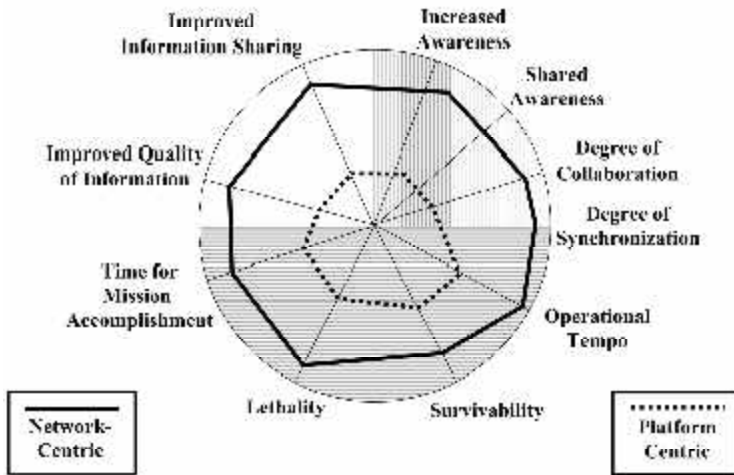 Improved
Information Sharing
Increased
Awareness
Shared
Awareness
Improved Quality
of Information
Degree of
Collaboration
Degree of
Synchronization
Time for
Mission
Accomplishment
Operational
Tempo
Lethality
Survivability
Network-
Centric
Platform
Centric